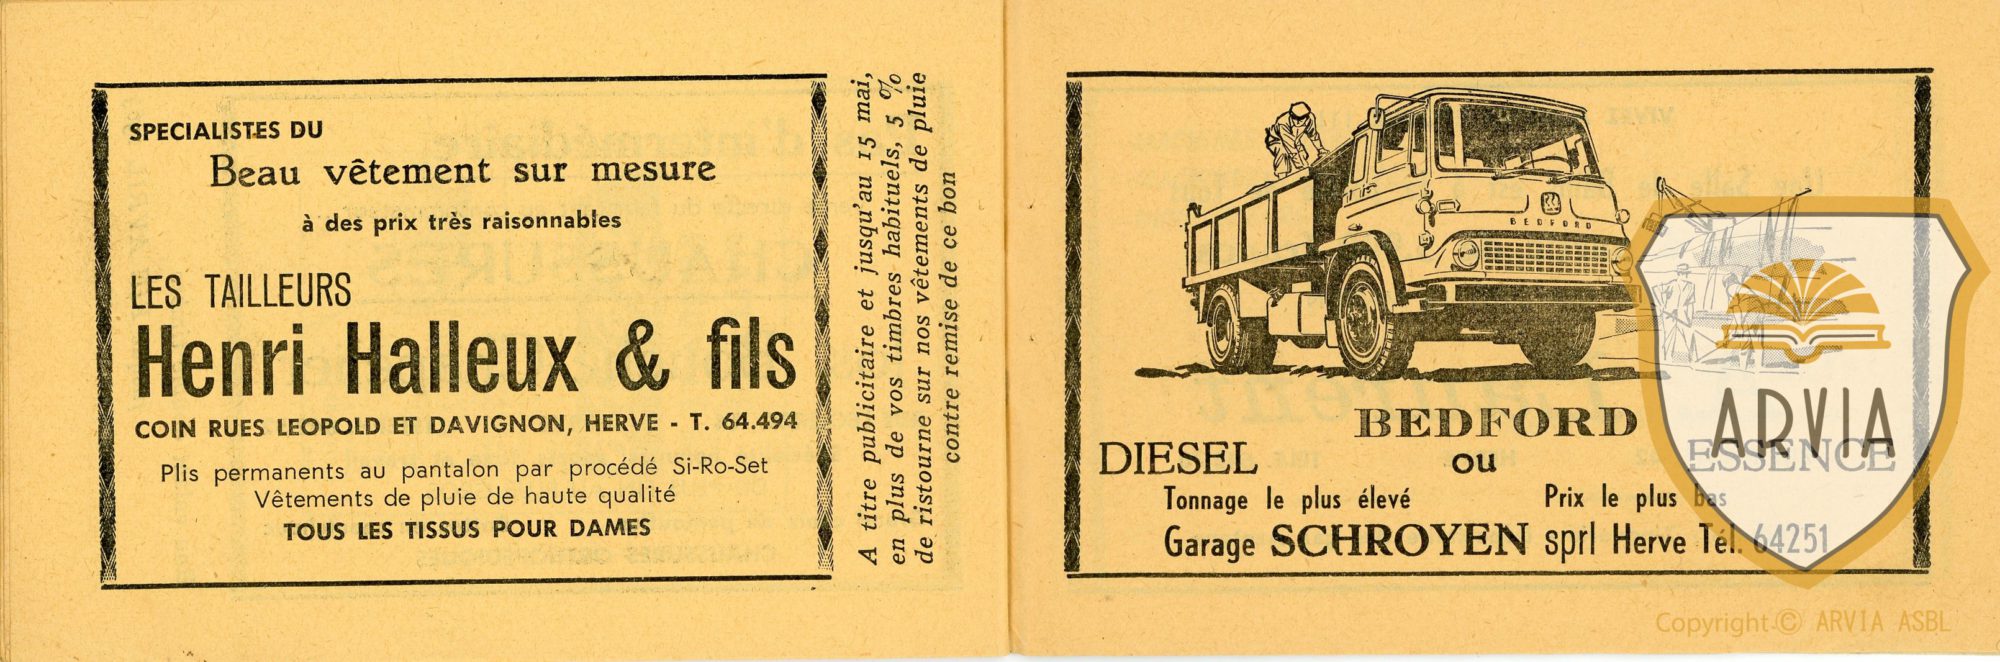 SPECIALISTES DU
Beau vêtement sur mesure
à des prix très raisonnables
LES TAILLEURS
Henri Halleux & fils
COIN RUES LEOPOLD ET DAVIGNON, HERVE - T. 64.494
Plis permanents au pantalon par procédé Si-Ro-Set
Vêtements de pluie de haute qualité
TOUS LES TISSUS POUR DAMES
A titre publicitaire et jusqu'au 15 mai,
en plus de vos timbres habituels, 5 %
de ristourne sur nos vêtements de pluie
contre remise de ce bon
BEDFORD
BEDFORD
DIESEL ou ESSENCE
Tonnage le plus élevé Prix le plus bas
Garage SCHROYEN sprl Herve Tél. 64251
ARVIA
Copyright © ARVIA ASBL